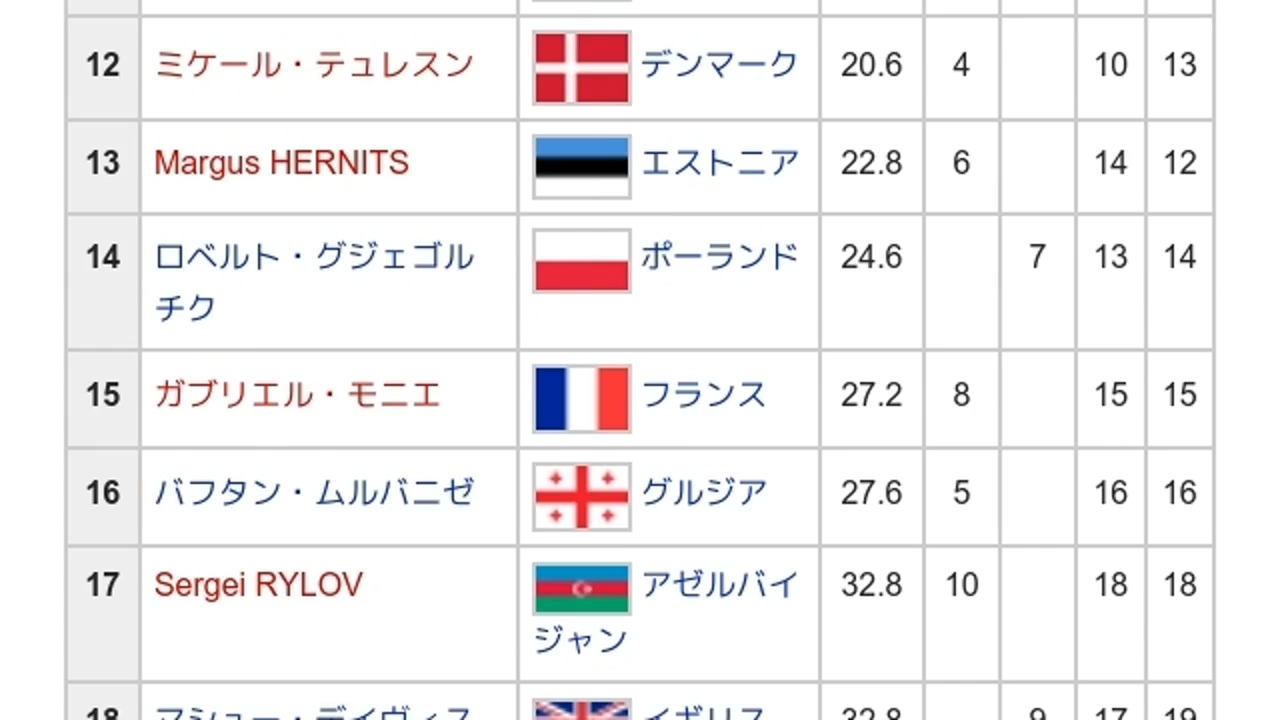 12 ミケール・テュレスン デンマーク 20.6 4 10 13
13 Margus HERNITS エストニア 22.8 6 14 12
14 ロベルト・グジェゴル ポーランド 24.6 7 13 14
チク
15 ガブリエル・モニエ フランス 27.2 8 15 15
16 バフタン・ムルバニゼ グルジア 27.6 5 16 16
17 Sergei RYLOV アゼルバイ 32.8 10 18 18
ジャン
18 マシュー・デイヴィス イギリス 32.8 9 17 19